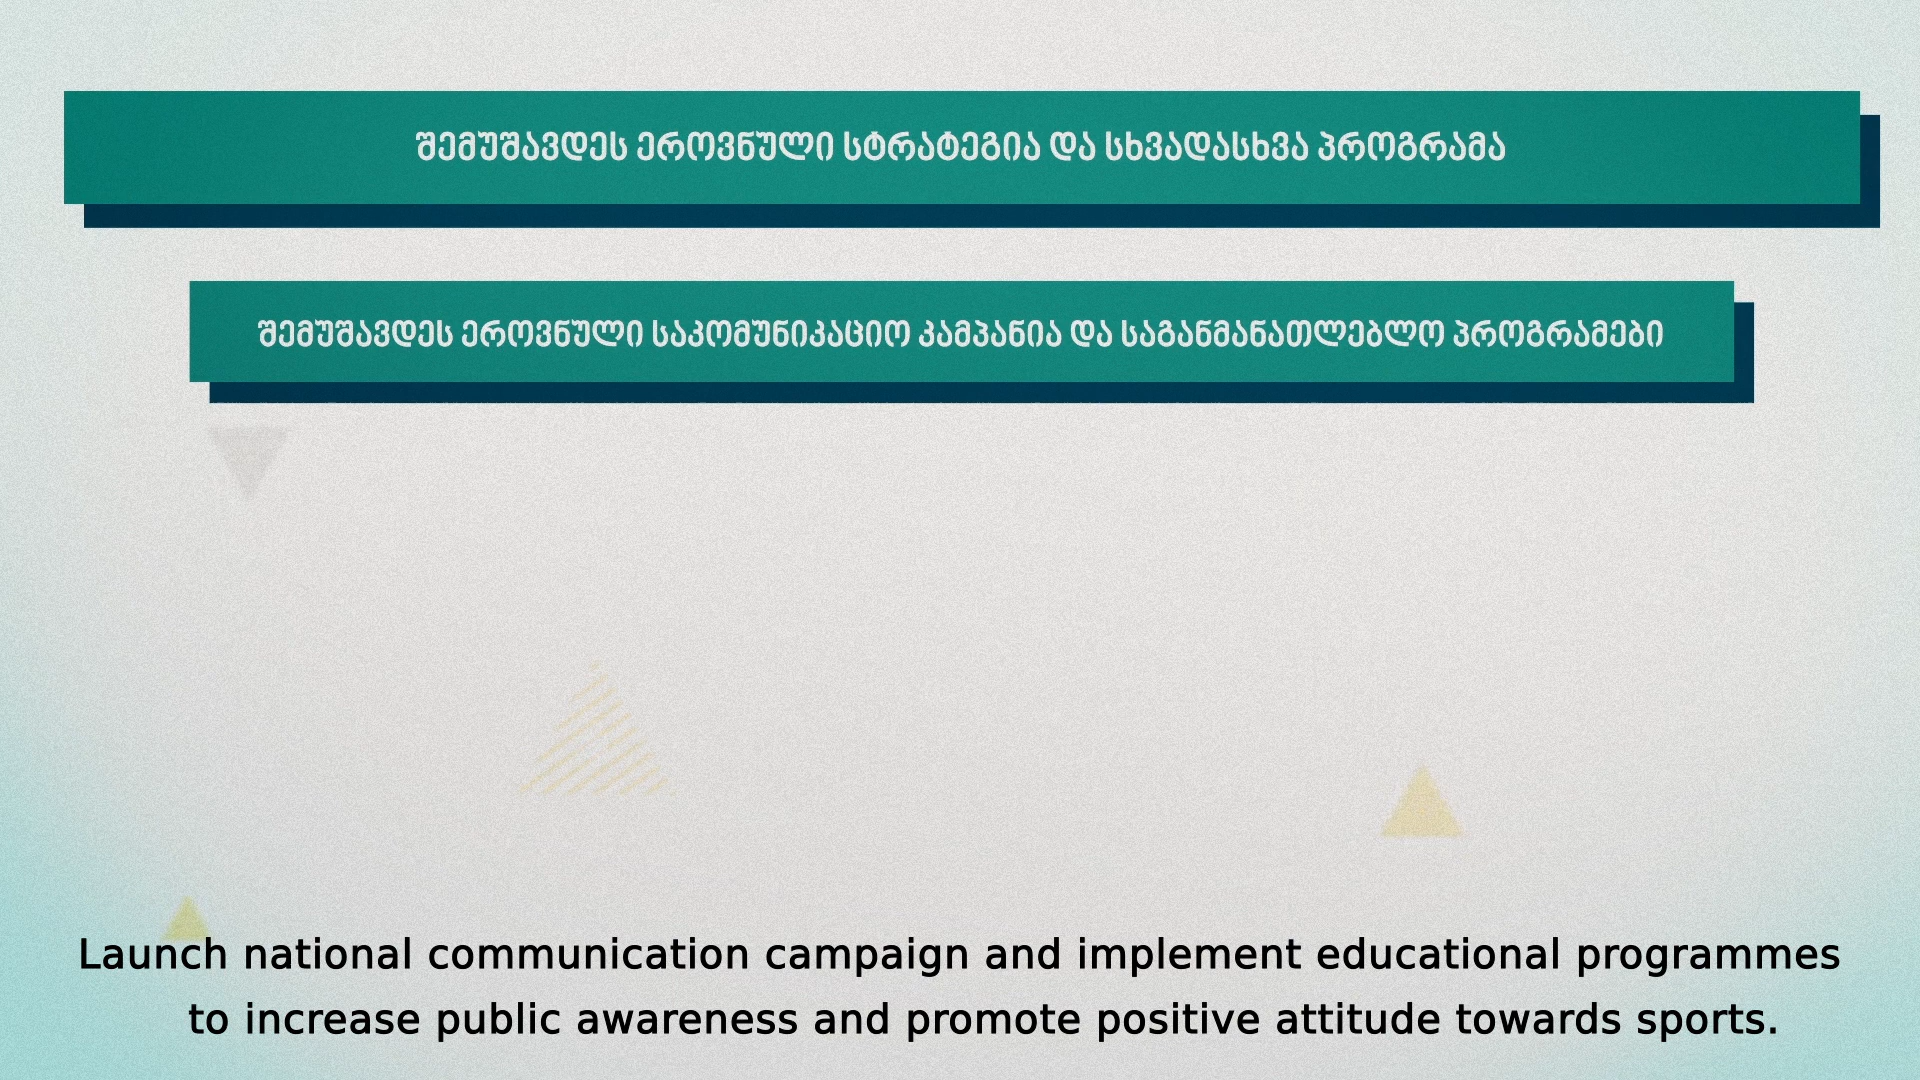 შემუშავდეს ეროვნული სტრატეგია და სხვადასხვა პროგრამა
შემუშავდეს ეროვნული საკომუნიკაციო კამპანია და საგანმანათლებლო პროგრამები
Launch national communication campaign and implement educational programmes
to increase public awareness and promote positive attitude towards sports.